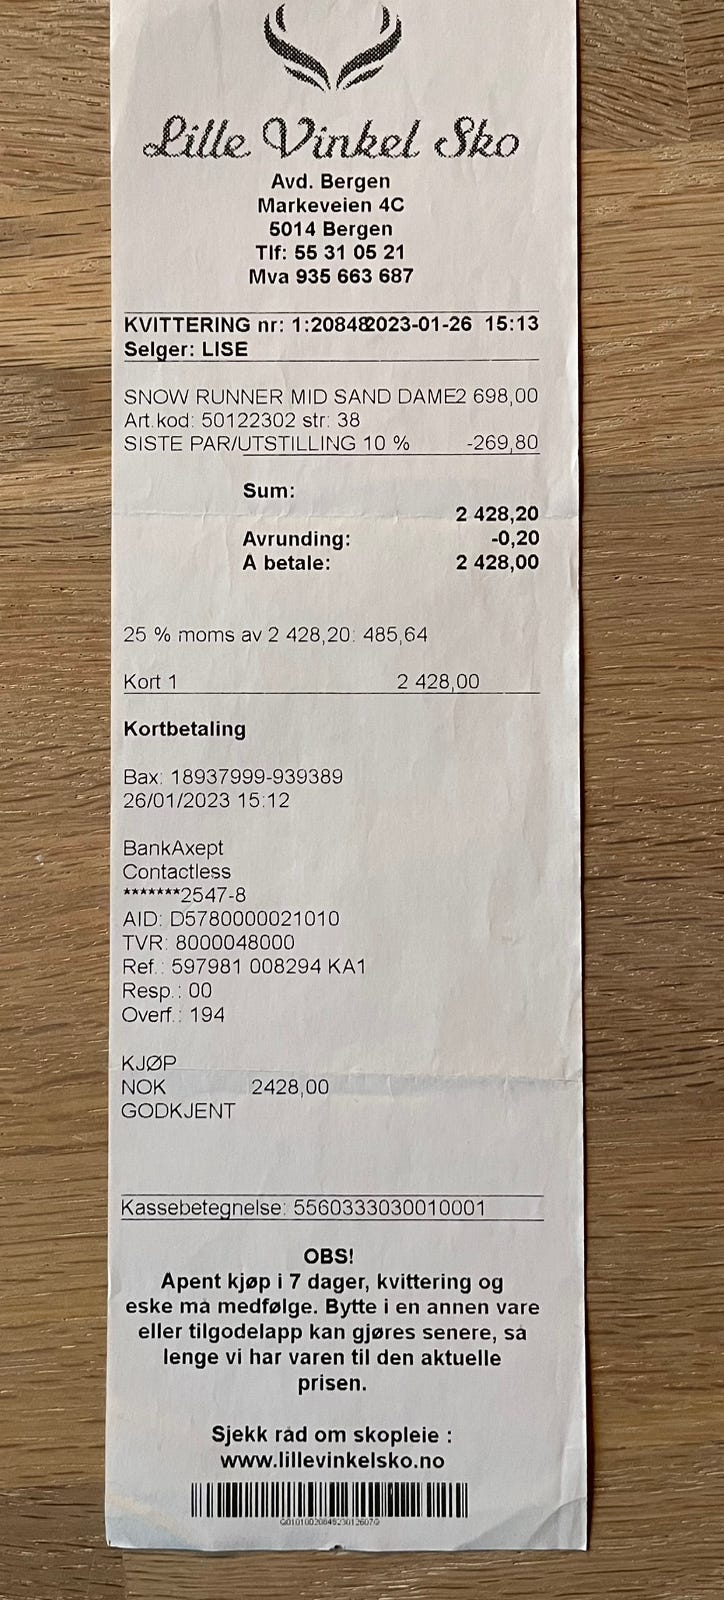 Lille Vinkel Sko
Avd. Bergen
Markeveien 4C
5014 Bergen
Tlf: 55 31 05 21
Mva 935 663 687
KVITTERING nr: 1:20848 2023-01-26 15:13
Selger: LISE
SNOW RUNNER MID SAND DAME2 698,00
Art.kod: 50122302 str: 38
SISTE PAR/UTSTILLING 10 % -269,80
Sum:
2 428,20
Avrunding: -0,20
A betale: 2 428,00
25 % moms av 2 428,20: 485,64
Kort 1 2 428,00
Kortbetaling
Bax: 18937999-939389
26/01/2023 15:12
BankAxept
Contactless
*******2547-8
AID: D5780000021010
TVR: 8000048000
Ref.: 597981 008294 KA1
Resp.: 00
Overf.: 194
KJØP
NOK 2428,00
GODKJENT
Kassebetegnelse: 5560333030010001
OBS!
Apent kjøp i 7 dager, kvittering og
eske ma medfølge. Bytte i en annen vare
eller tilgodelapp kan gjøres senere, sa
lenge vi har varen til den aktuelle
prisen.
Sjekk rad om skopleie :
www.lillevinkelsko.no